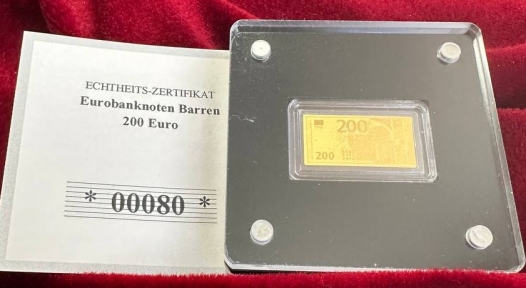 ECHTHEITS-ZERTIFIKAT
Eurobanknoten Barren
200 Euro
* 00080 *
200
200